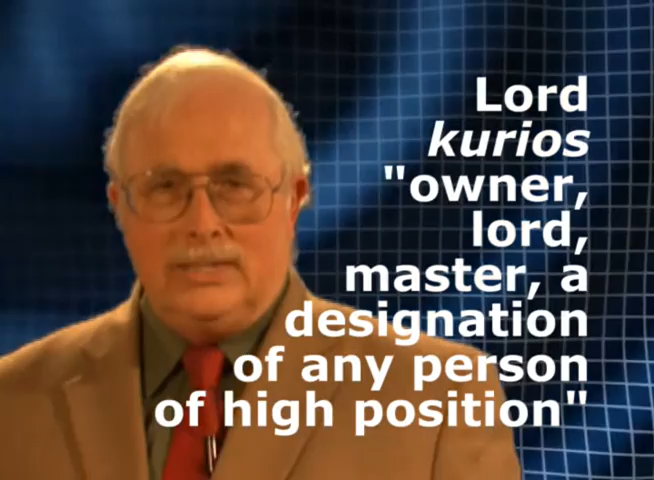 Lord
kurios
"owner,
lord,
master, a
designation
of any person
of high position"